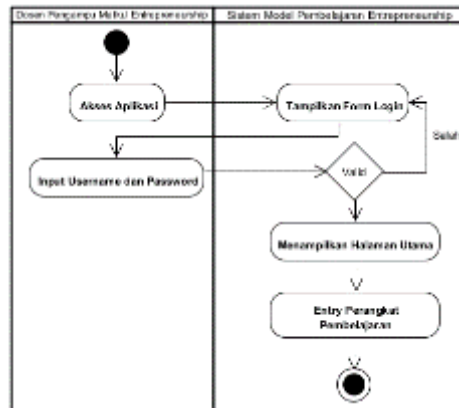 Dosen Pengampu Matkul Entrepreneurship
Sistem Model Pembelajaran Entrepreneurship
Akses Aplikasi
Tampilkan Form Login
Salah
Input Username dan Password
Valid
Menampilkan Halaman Utama
Entry Perangkat
Pembelajaran